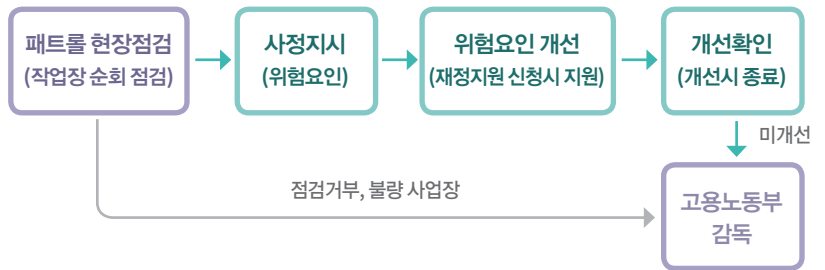 패트롤 현장점검
(작업장 순회 점검)
사정지시
(위험요인)
위험요인 개선
(재정지원 신청시 지원)
개선확인
(개선시 종료)
미개선
점검거부, 불량 사업장
고용노동부
감독